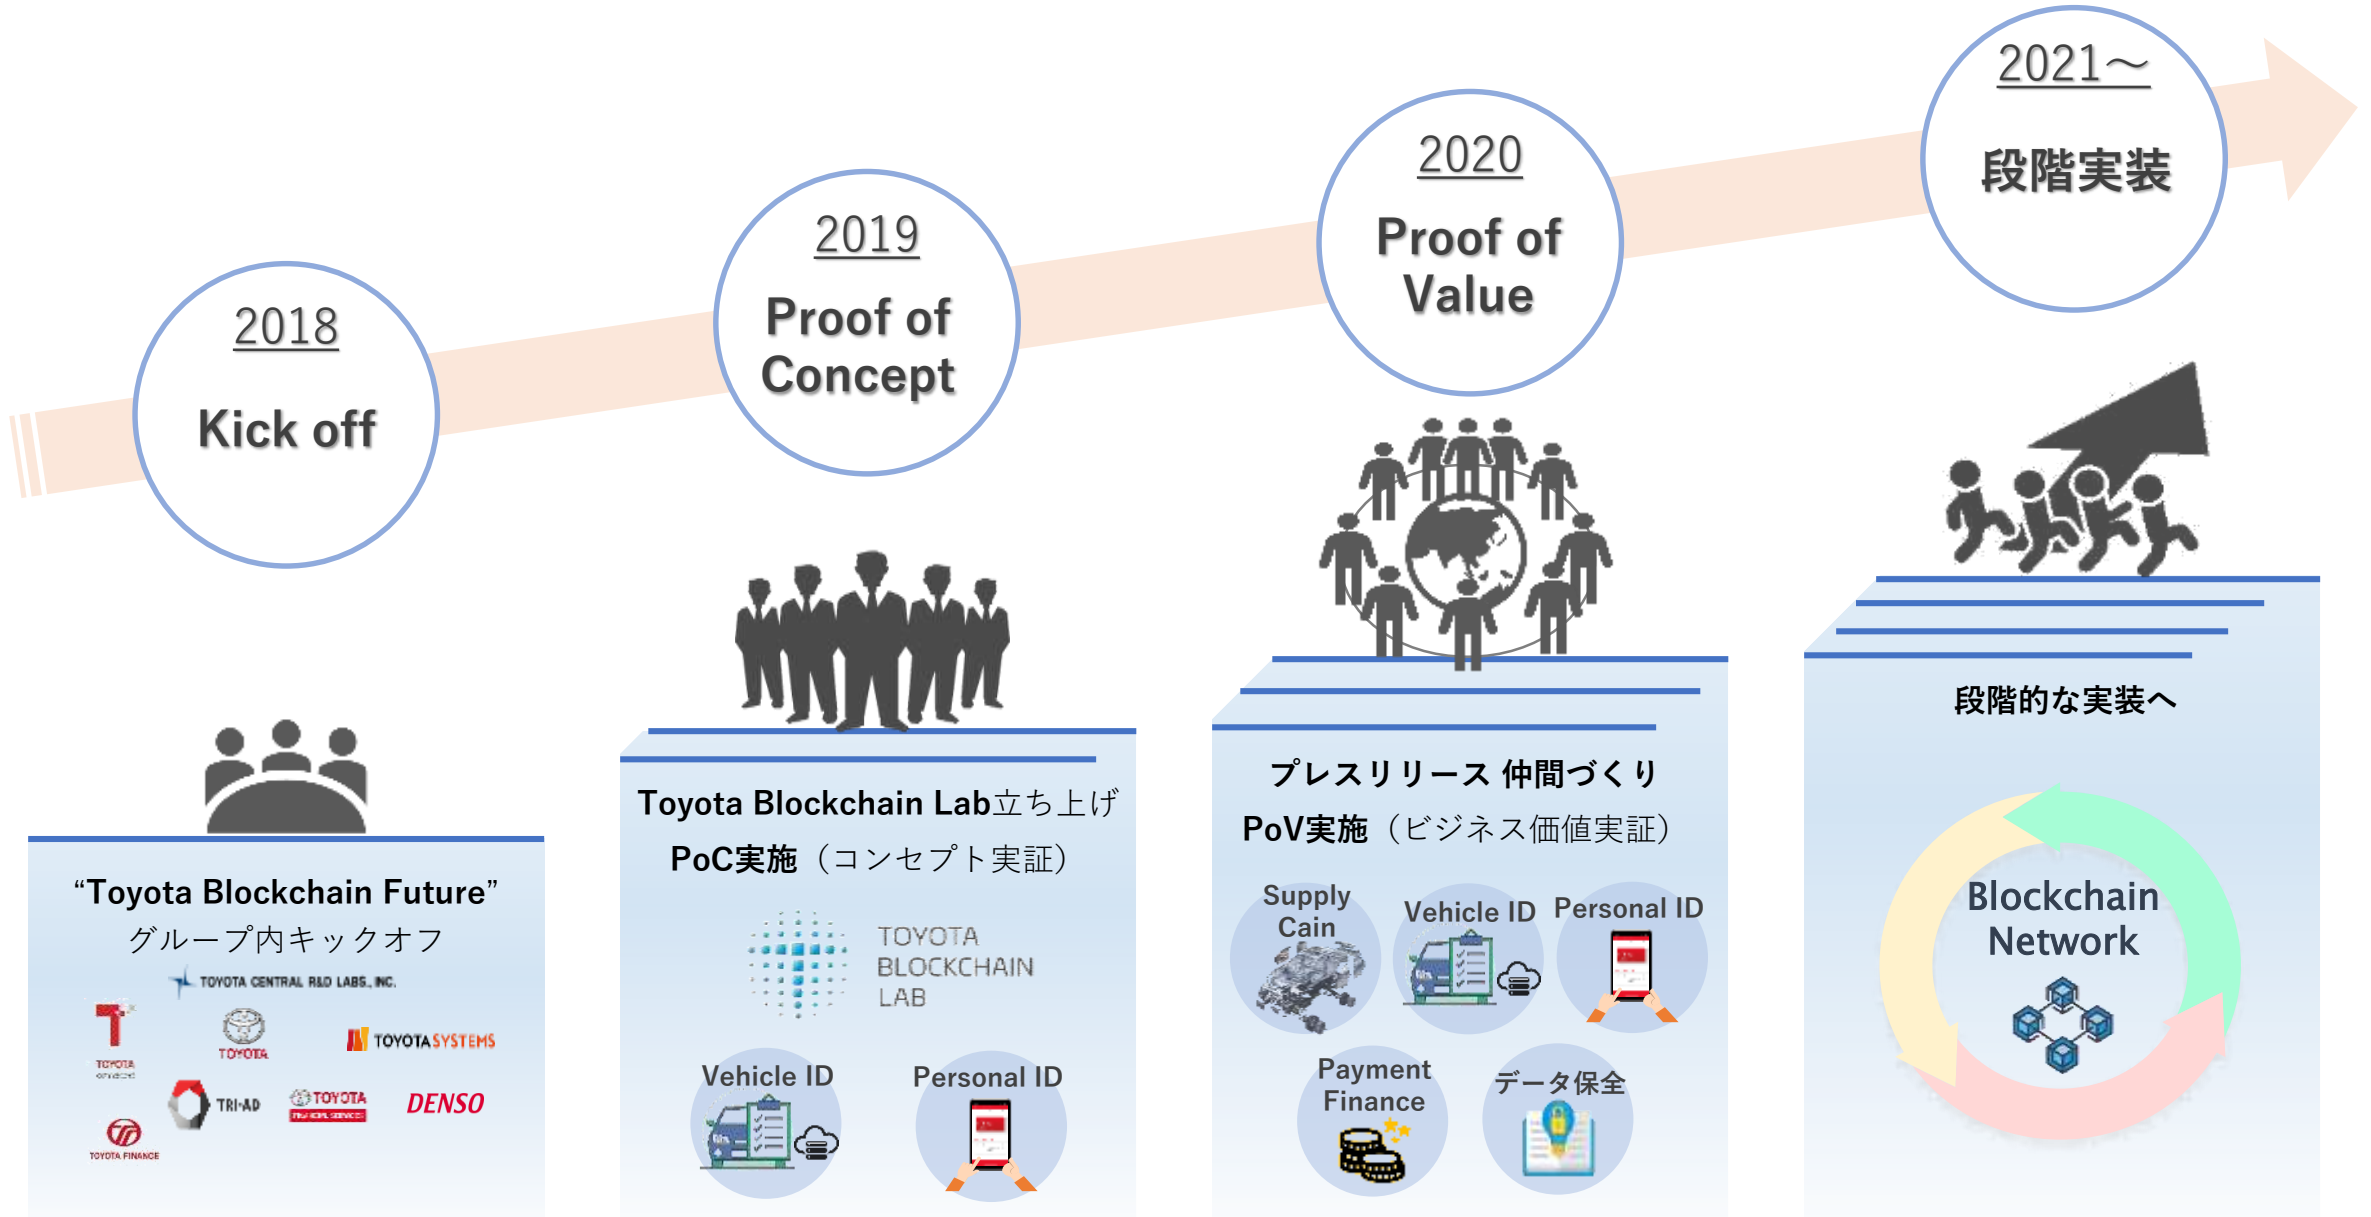 2018
Kick off
2019
Proof of
Concept
2020
Proof of
Value
2021～
段階実装
“Toyota Blockchain Future”
グループ内キックオフ
TOYOTA CENTRAL R&D LABS., INC.
TOYOTA
connected
TOYOTA
TOYOTA SYSTEMS
TRI-AD
TOYOTA
FINANCIAL SERVICES
DENSO
TOYOTA FINANCE
Toyota Blockchain Lab立ち上げ
PoC実施（コンセプト実証）
TOYOTA
BLOCKCHAIN
LAB
Vehicle ID
Personal ID
プレスリリース 仲間づくり
PoV実施（ビジネス価値実証）
Supply
Cain
Vehicle ID
Personal ID
Payment
Finance
データ保全
段階的な実装へ
Blockchain
Network